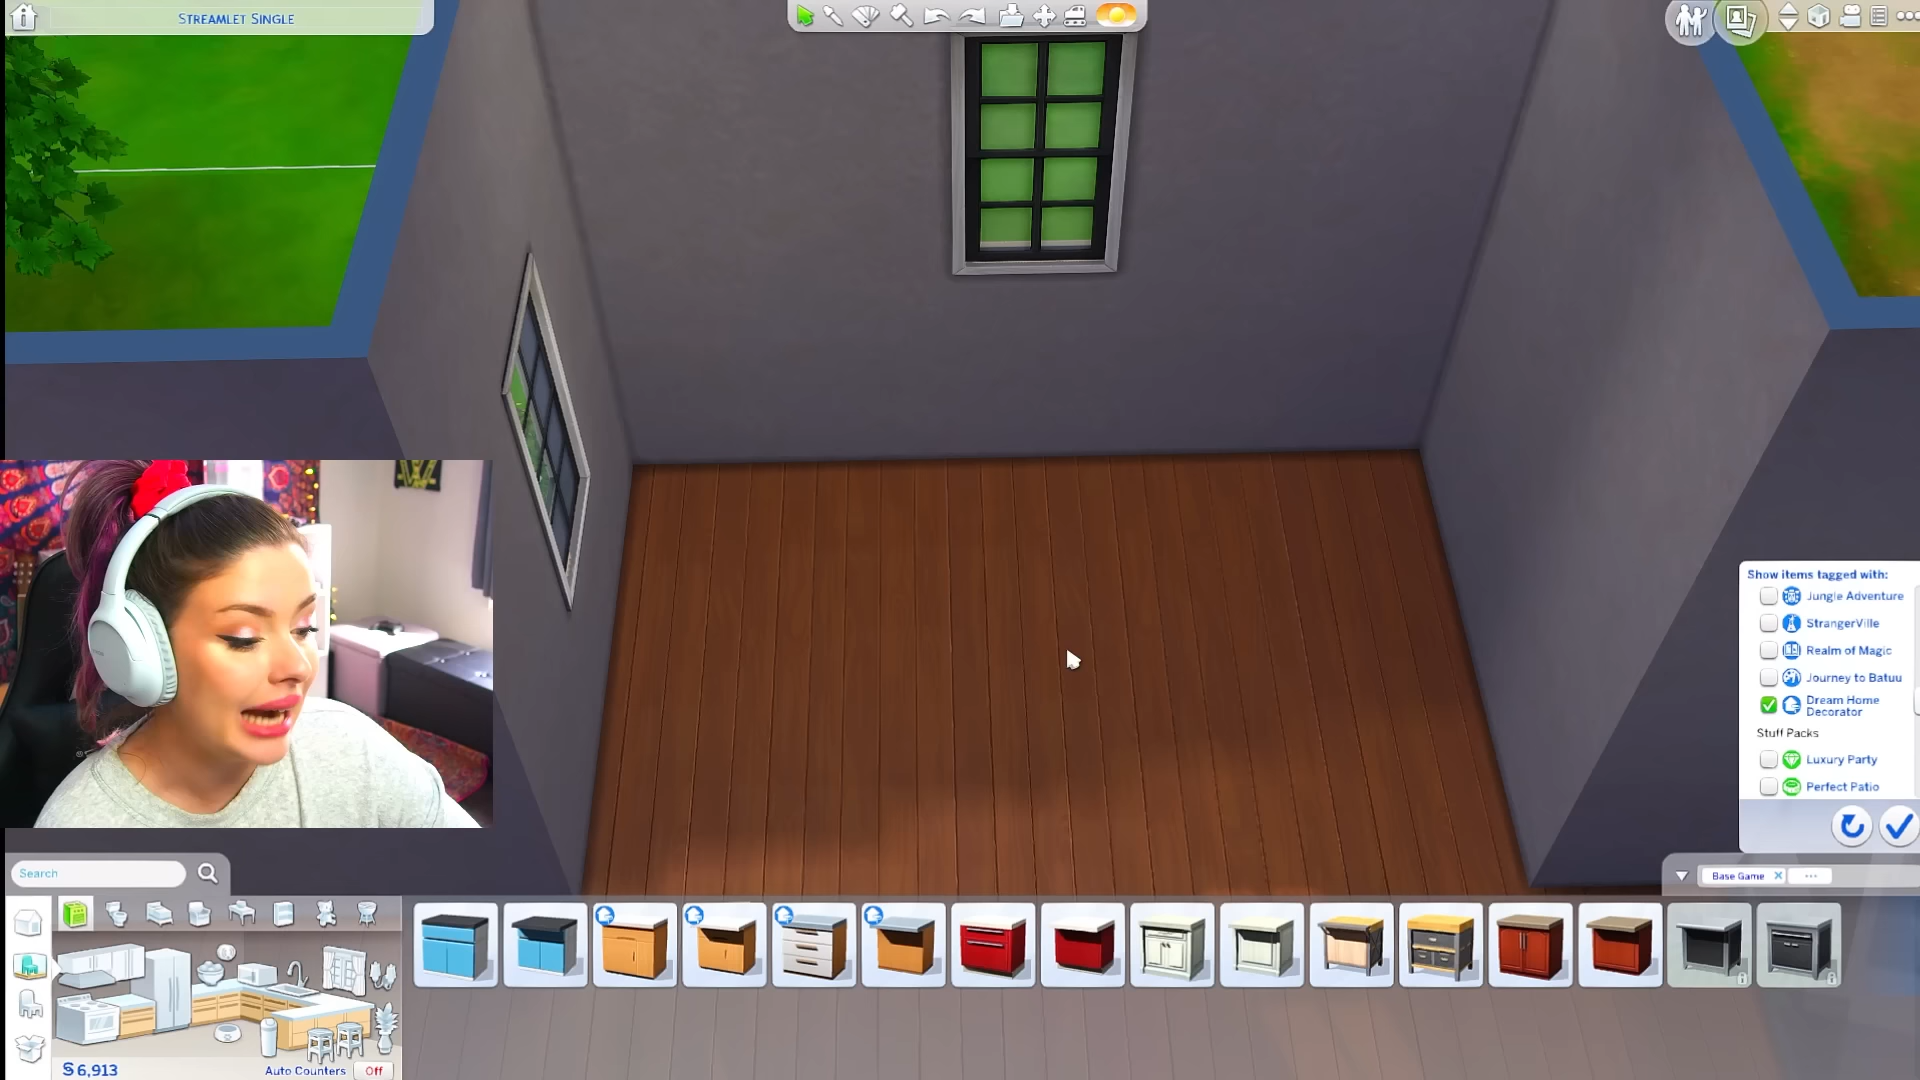 STREAMLET SINGLE
Show items tagged with:
Jungle Adventure
StrangerVille
Realm of Magic
Journey to Batuu
Dream Home
Decorator
Stuff Packs
Luxury Party
Perfect Patio
Search
Base Game
...
§6,913
Auto Counters
Off